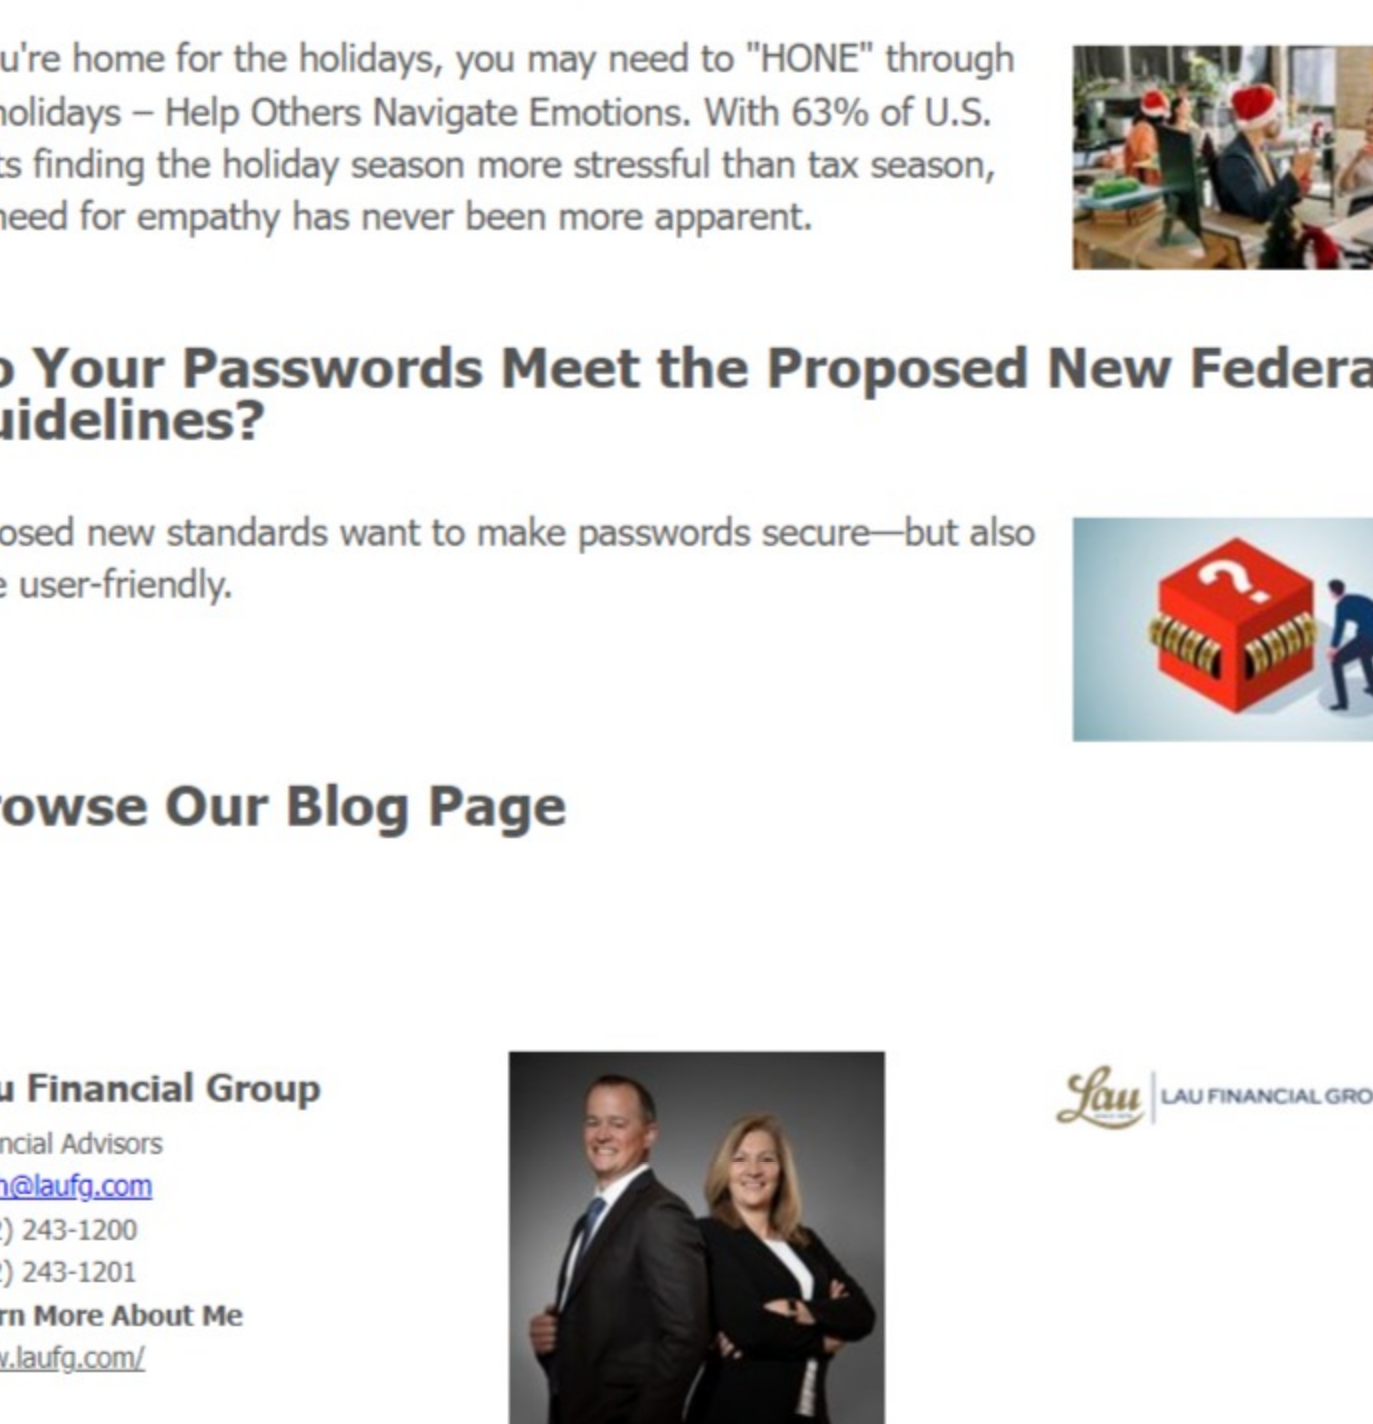 u're home for the holidays, you may need to "HONE" through
holidays – Help Others Navigate Emotions. With 63% of U.S.
ts finding the holiday season more stressful than tax season,
need for empathy has never been more apparent.
o Your Passwords Meet the Proposed New Federa
uidelines?
osed new standards want to make passwords secure—but also
e user-friendly.
?
rowse Our Blog Page
u Financial Group
ncial Advisors
n@laufg.com
2) 243-1200
2) 243-1201
rn More About Me
w.laufg.com/
Lau
LAU FINANCIAL GRO